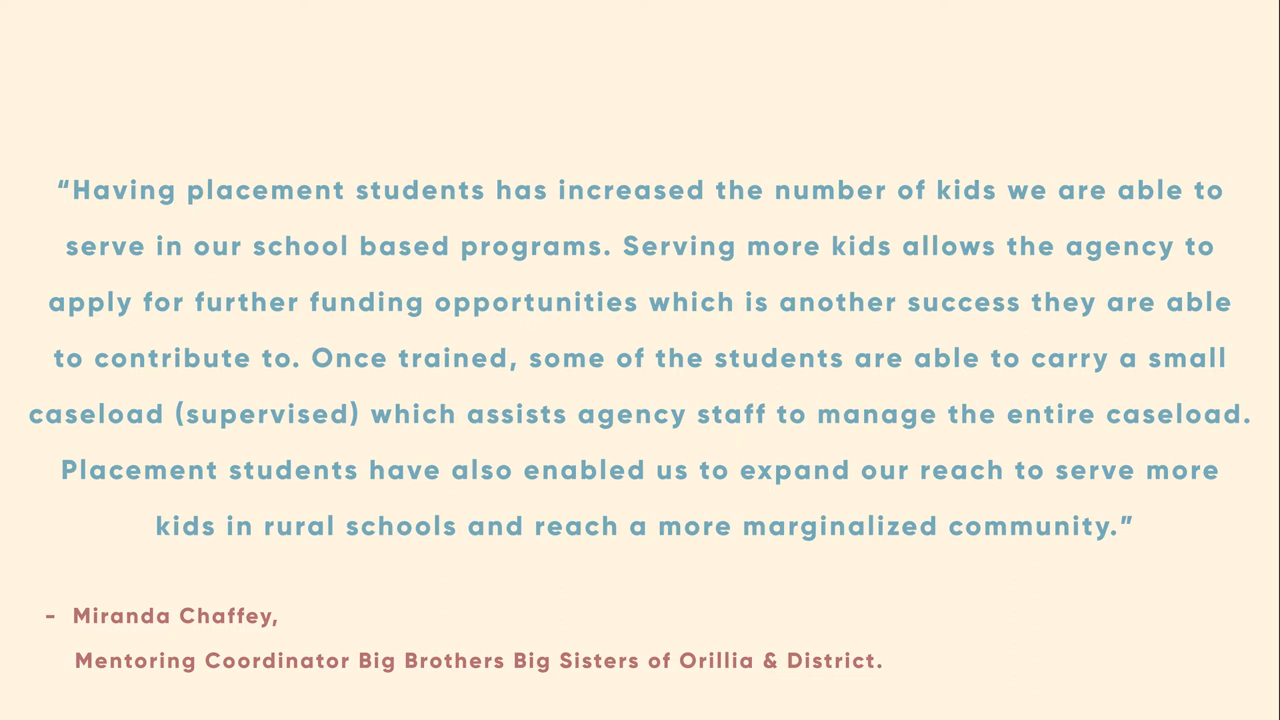 “Having placement students has increased the number of kids we are able to
serve in our school based programs. Serving more kids allows the agency to
apply for further funding opportunities which is another success they are able
to contribute to. Once trained, some of the students are able to carry a small
caseload (supervised) which assists agency staff to manage the entire caseload.
Placement students have also enabled us to expand our reach to serve more
kids in rural schools and reach a more marginalized community.”
- Miranda Chaffey,
Mentoring Coordinator Big Brothers Big Sisters of Orillia & District.